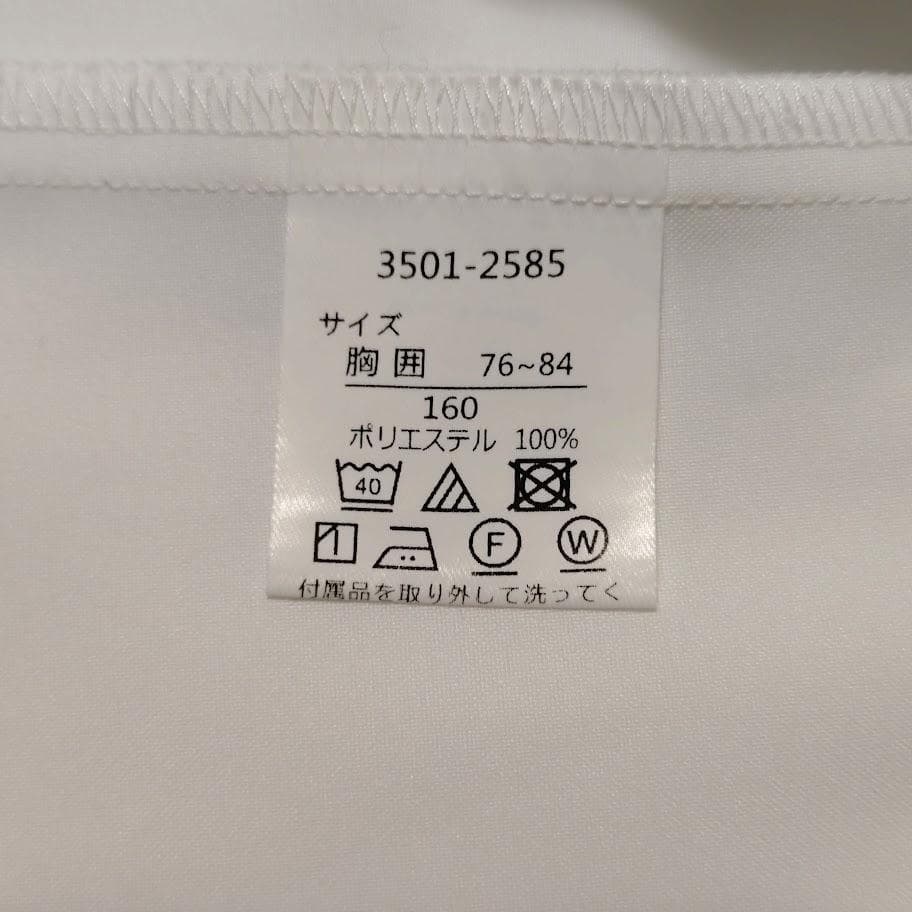 3501-2585
サイズ
胸囲 76~84
160
ポリエステル 100%
40
F W
付属品を取り外して洗ってく